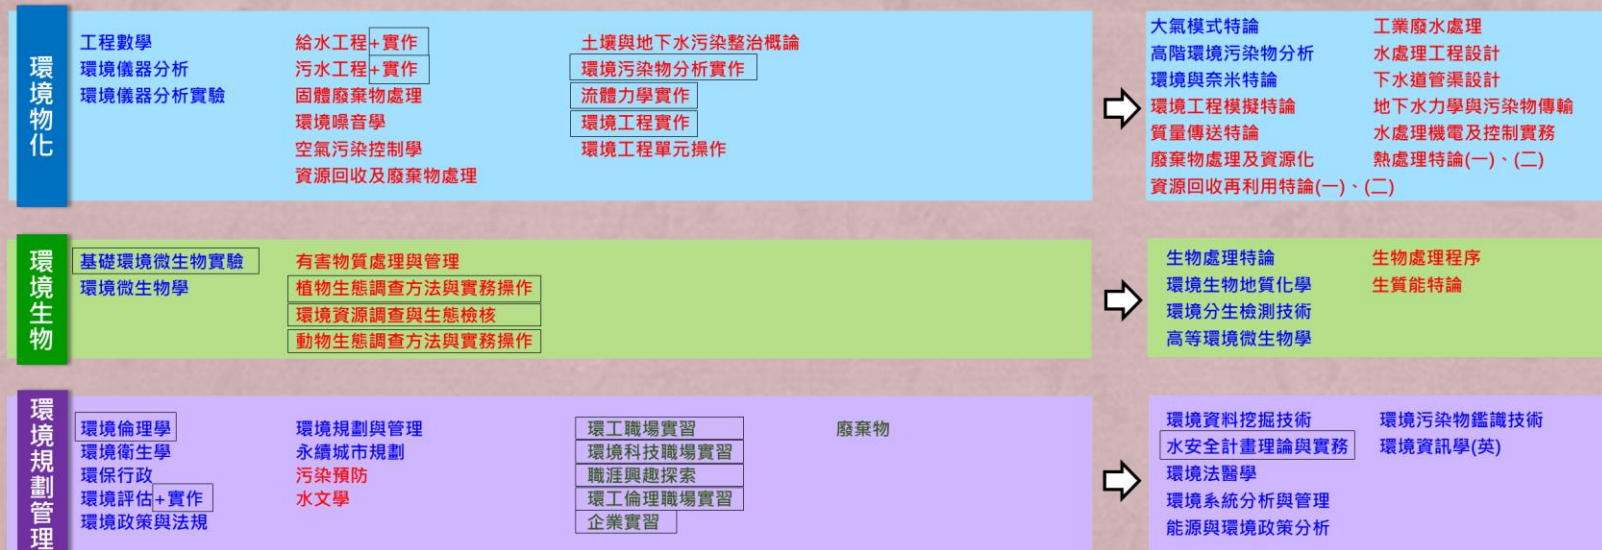 環境物化
工程數學
環境儀器分析
環境儀器分析實驗
給水工程+實作
污水工程+實作
固體廢棄物處理
環境噪音學
空氣污染控制學
資源回收及廢棄物處理
土壤與地下水污染整治概論
環境污染物分析實作
流體力學實作
環境工程實作
環境工程單元操作
大氣模式特論
高階環境污染物分析
環境與奈米特論
環境工程模擬特論
質量傳送特論
廢棄物處理及資源化
資源回收再利用特論(一)、(二)
工業廢水處理
水處理工程設計
下水道管渠設計
地下水力學與污染物傳輸
水處理機電及控制實務
熱處理特論(一)、(二)
環境生物
基礎環境微生物實驗
環境微生物學
有害物質處理與管理
植物生態調查方法與實務操作
環境資源調查與生態檢核
動物生態調查方法與實務操作
生物處理特論
環境生物地質化學
環境分生檢測技術
高等環境微生物學
生物處理程序
生質能特論
環境規劃管理
環境倫理學
環境衛生學
環保行政
環境評估+實作
環境政策與法規
環境規劃與管理
永續城市規劃
污染預防
水文學
環工職場實習
環境科技職場實習
職涯興趣探索
環工倫理職場實習
企業實習
廢棄物
環境資料挖掘技術
水安全計畫理論與實務
環境法醫學
環境系統分析與管理
能源與環境政策分析
環境污染物鑑識技術
環境資訊學(英)